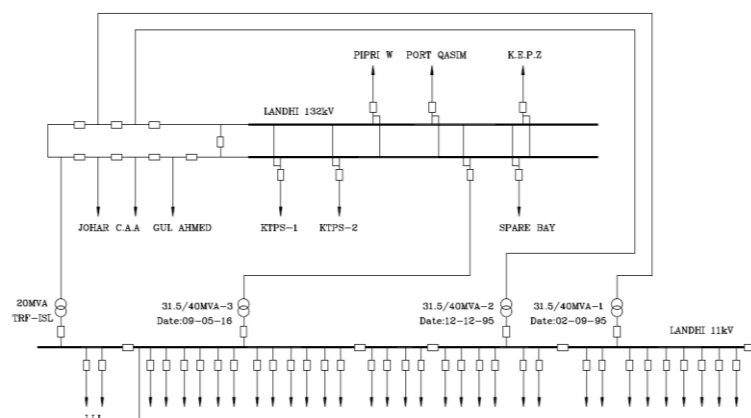 PIPRI W PORT QASIM K.E.P.Z
LANDHI 132kV
JOHAR C.A.A GUL AHMED KTPS-1 KTPS-2 SPARE BAY
20MVA
TRF-ISL
31.5/40MVA-3
Date:09-05-16
31.5/40MVA-2
Date:12-12-95
31.5/40MVA-1
Date:02-09-95
LANDHI 11kV